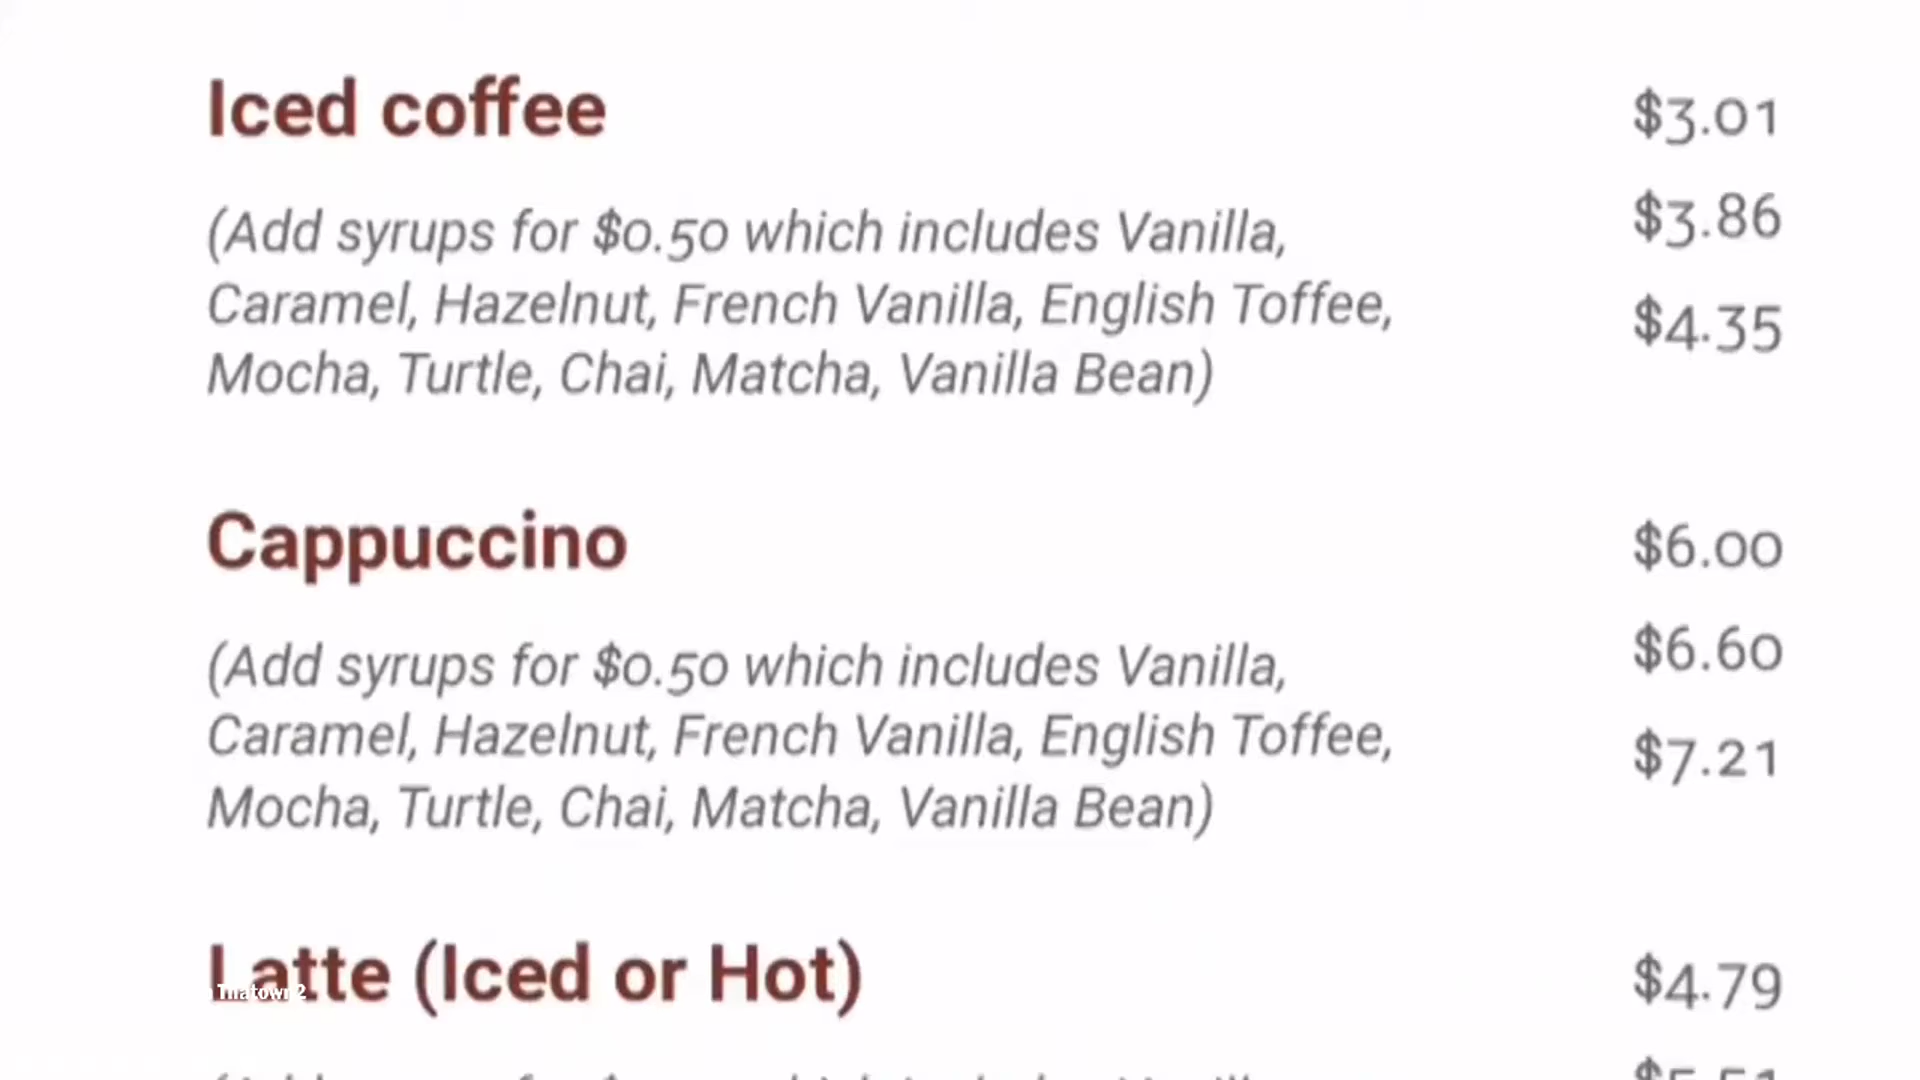 Iced coffee
$3.01
(Add syrups for $0.50 which includes Vanilla,
$3.86
Caramel, Hazelnut, French Vanilla, English Toffee,
$4.35
Mocha, Turtle, Chai, Matcha, Vanilla Bean)
Cappuccino
$6.00
(Add syrups for $0.50 which includes Vanilla,
$6.60
Caramel, Hazelnut, French Vanilla, English Toffee,
$7.21
Mocha, Turtle, Chai, Matcha, Vanilla Bean)
Latte (Iced or Hot)
$4.79
Thatown 2